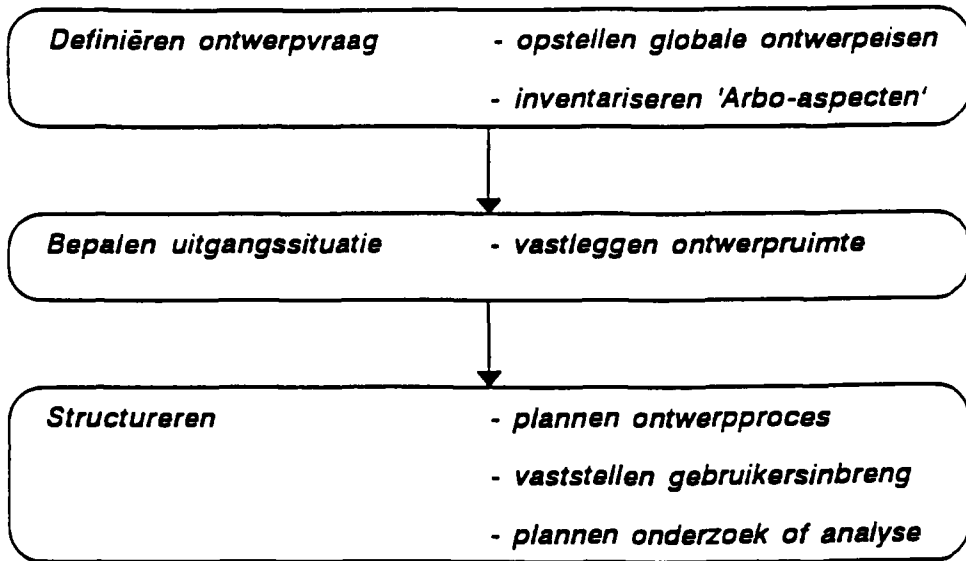 Definiëren ontwerpvraag - opstellen globale ontwerpeisen
- inventariseren 'Arbo-aspecten'
Bepalen uitgangssituatie - vastleggen ontwerpruimte
Structureren - plannen ontwerpproces
- vaststellen gebruikersinbreng
- plannen onderzoek of analyse